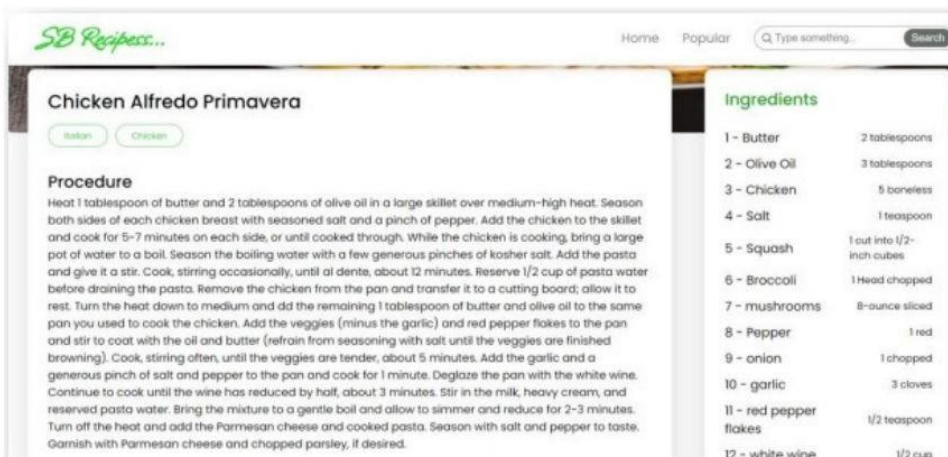 SB Recipess...
Home
Popular
Type something...
Search
Chicken Alfredo Primavera
Italian
Chicken
Procedure
Heat 1 tablespoon of butter and 2 tablespoons of olive oil in a large skillet over medium-high heat. Season
both sides of each chicken breast with seasoned salt and a pinch of pepper. Add the chicken to the skillet
and cook for 5-7 minutes on each side, or until cooked through. While the chicken is cooking, bring a large
pot of water to a boil. Season the boiling water with a few generous pinches of kosher salt. Add the pasta
and give it a stir. Cook, stirring occasionally, until al dente, about 12 minutes. Reserve 1/2 cup of pasta water
before draining the pasta. Remove the chicken from the pan and transfer it to a cutting board; allow it to
rest. Turn the heat down to medium and dd the remaining 1 tablespoon of butter and olive oil to the same
pan you used to cook the chicken. Add the veggies (minus the garlic) and red pepper flakes to the pan
and stir to coat with the oil and butter (refrain from seasoning with salt until the veggies are finished
browning). Cook, stirring often, until the veggies are tender, about 5 minutes. Add the garlic and a
generous pinch of salt and pepper to the pan and cook for 1 minute. Deglaze the pan with the white wine.
Continue to cook until the wine has reduced by half, about 3 minutes. Stir in the milk, heavy cream, and
reserved pasta water. Bring the mixture to a gentle boil and allow to simmer and reduce for 2-3 minutes.
Turn off the heat and add the Parmesan cheese and cooked pasta. Season with salt and pepper to taste.
Garnish with Parmesan cheese and chopped parsley, if desired.
Ingredients
1 - Butter 2 tablespoons
2 - Olive Oil 3 tablespoons
3 - Chicken 5 boneless
4 - Salt 1 teaspoon
5 - Squash 1 cut into 1/2-
inch cubes
6 - Broccoli 1 Head chopped
7 - mushrooms 8-ounce sliced
8 - Pepper 1 red
9 - onion 1 chopped
10 - garlic 3 cloves
11 - red pepper
flakes 1/2 teaspoon
12 - white wine 1/2 cup